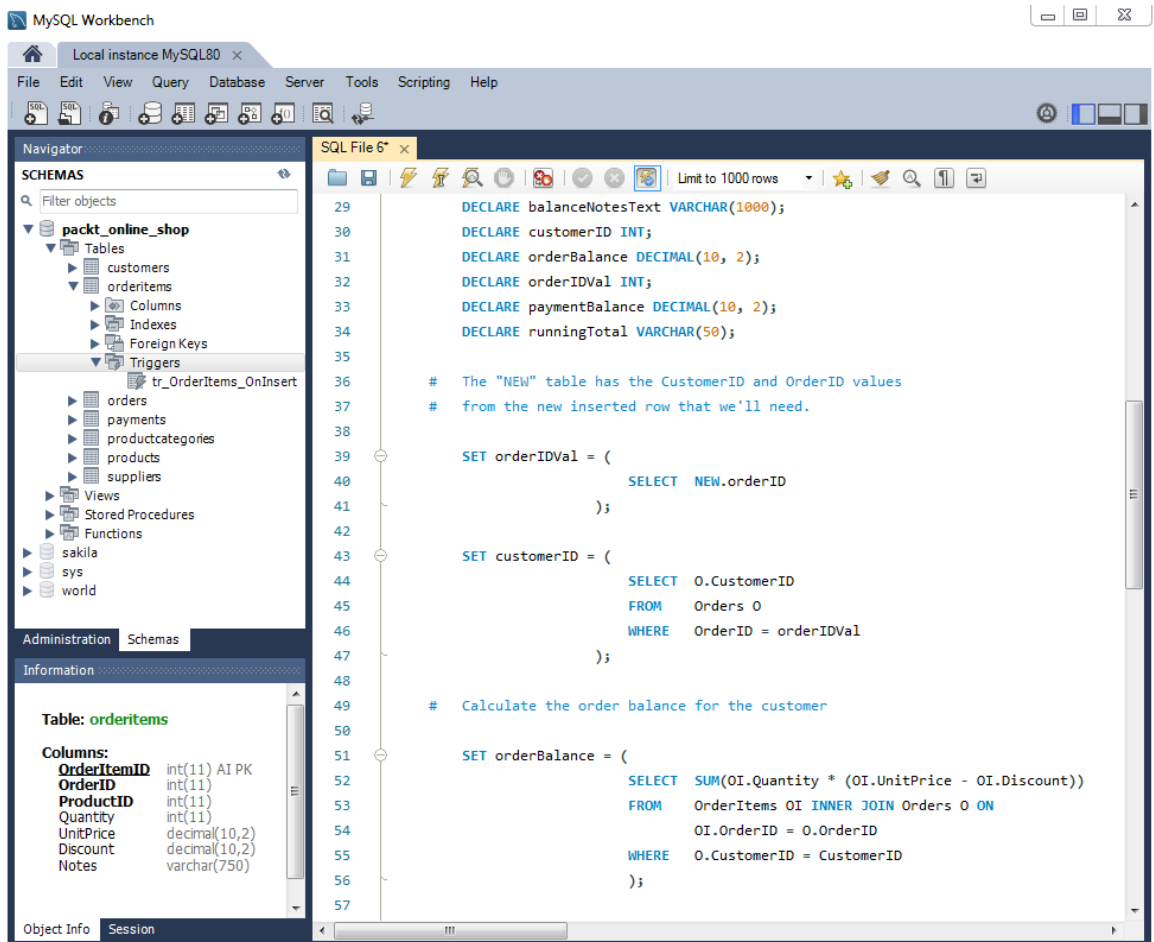 MySQL Workbench
Local instance MySQL80
File Edit View Query Database Server Tools Scripting Help
Navigator
SCHEMAS
Filter objects
packt_online_shop
Tables
customers
orderitems
Columns
Indexes
Foreign Keys
Triggers
tr_OrderItems_OnInsert
orders
payments
productcategories
products
suppliers
Views
Stored Procedures
Functions
sakila
sys
world
Administration Schemas
Information
Table: orderitems
Columns:
OrderItemID int(11) AI PK
OrderID int(11)
ProductID int(11)
Quantity int(11)
UnitPrice decimal(10,2)
Discount decimal(10,2)
Notes varchar(750)
Object Info Session
SQL File 6*
Limit to 1000 rows
29 DECLARE balanceNotesText VARCHAR(1000);
30 DECLARE customerID INT;
31 DECLARE orderBalance DECIMAL(10, 2);
32 DECLARE orderIDVal INT;
33 DECLARE paymentBalance DECIMAL(10, 2);
34 DECLARE runningTotal VARCHAR(50);
35
36 # The "NEW" table has the CustomerID and OrderID values
37 # from the new inserted row that we'll need.
38
39 SET orderIDVal = (
40 SELECT NEW.orderID
41 );
42
43 SET customerID = (
44 SELECT O.CustomerID
45 FROM Orders O
46 WHERE OrderID = orderIDVal
47 );
48
49 # Calculate the order balance for the customer
50
51 SET orderBalance = (
52 SELECT SUM(OI.Quantity * (OI.UnitPrice - OI.Discount))
53 FROM OrderItems OI INNER JOIN Orders O ON
54 OI.OrderID = O.OrderID
55 WHERE O.CustomerID = CustomerID
56 );
57